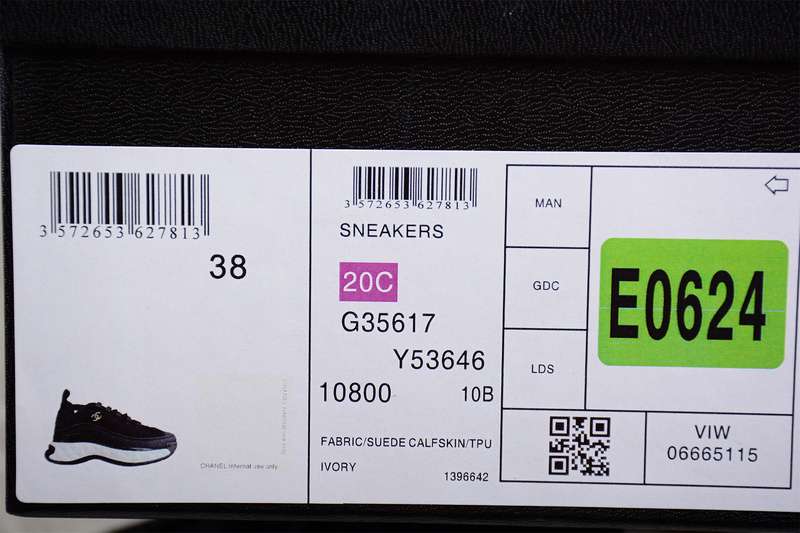 3 572653 627813
38
CHANEL Internal use only
3 572653 627813
SNEAKERS
20C
G35617
Y53646
10800 10B
FABRIC/SUEDE CALFSKIN/TPU
IVORY
1396642
MAN
GDC
LDS
E0624
VIW
06665115